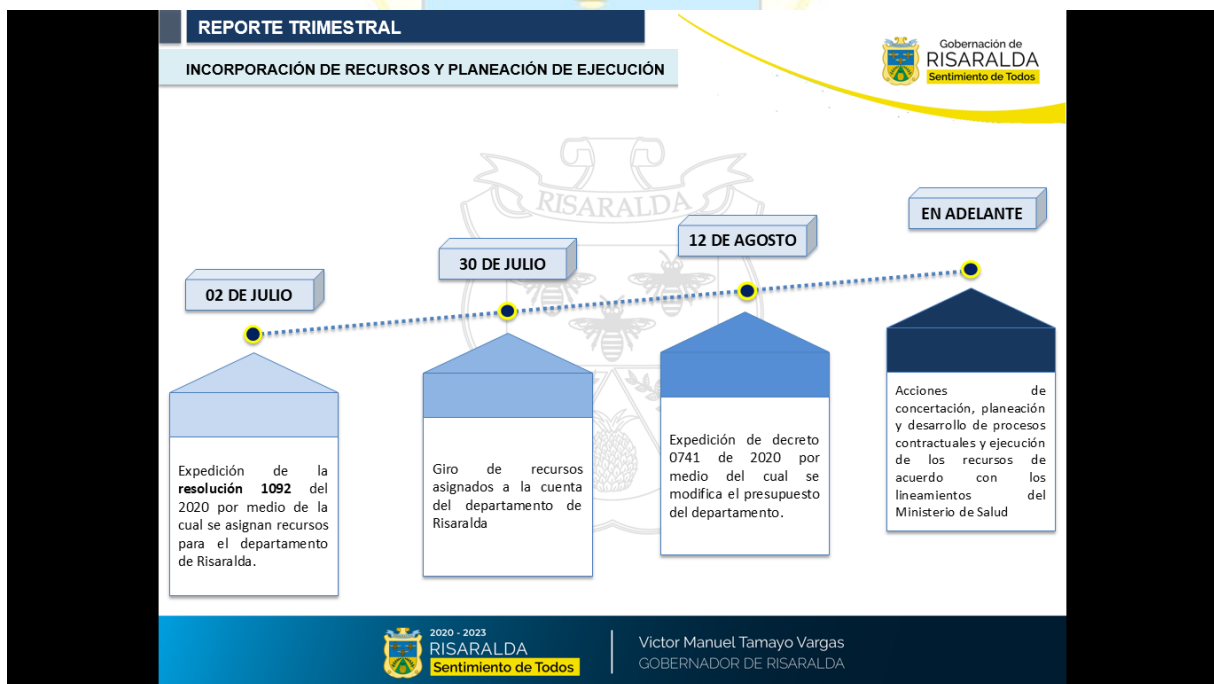 REPORTE TRIMESTRAL
INCORPORACIÓN DE RECURSOS Y PLANEACIÓN DE EJECUCIÓN
Gobernación de
RISARALDA
Sentimiento de Todos
RISARALDA
02 DE JULIO
Expedición de la
resolución 1092 del
2020 por medio de la
cual se asignan recursos
para el departamento
de Risaralda.
30 DE JULIO
Giro de recursos
asignados a la cuenta
del departamento de
Risaralda
12 DE AGOSTO
Expedición de decreto
0741 de 2020 por
medio del cual se
modifica el presupuesto
del departamento.
EN ADELANTE
Acciones de
concertación, planeación
y desarrollo de procesos
contractuales y ejecución
de los recursos de
acuerdo con los
lineamientos del
Ministerio de Salud
2020 - 2023
RISARALDA
Sentimiento de Todos
Victor Manuel Tamayo Vargas
GOBERNADOR DE RISARALDA